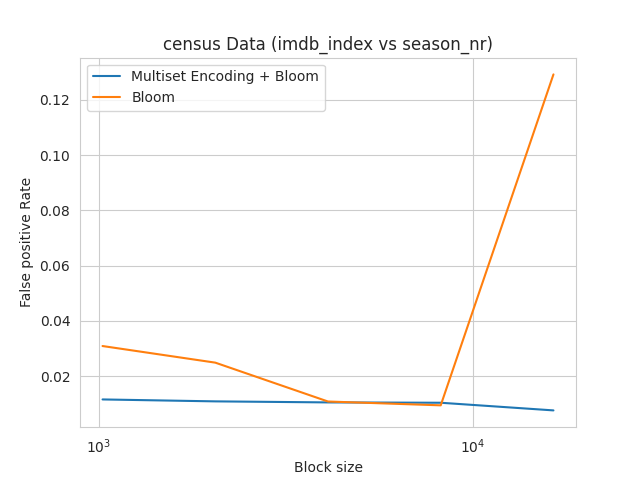 census Data (imdb_index vs season_nr)
Multiset Encoding + Bloom
Bloom
0.12
0.10
0.08
0.06
0.04
0.02
False positive Rate
10³
10⁴
Block size